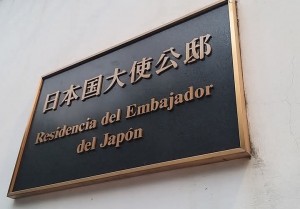 日本国大使公邸
Residencia del Embajador
del Japón